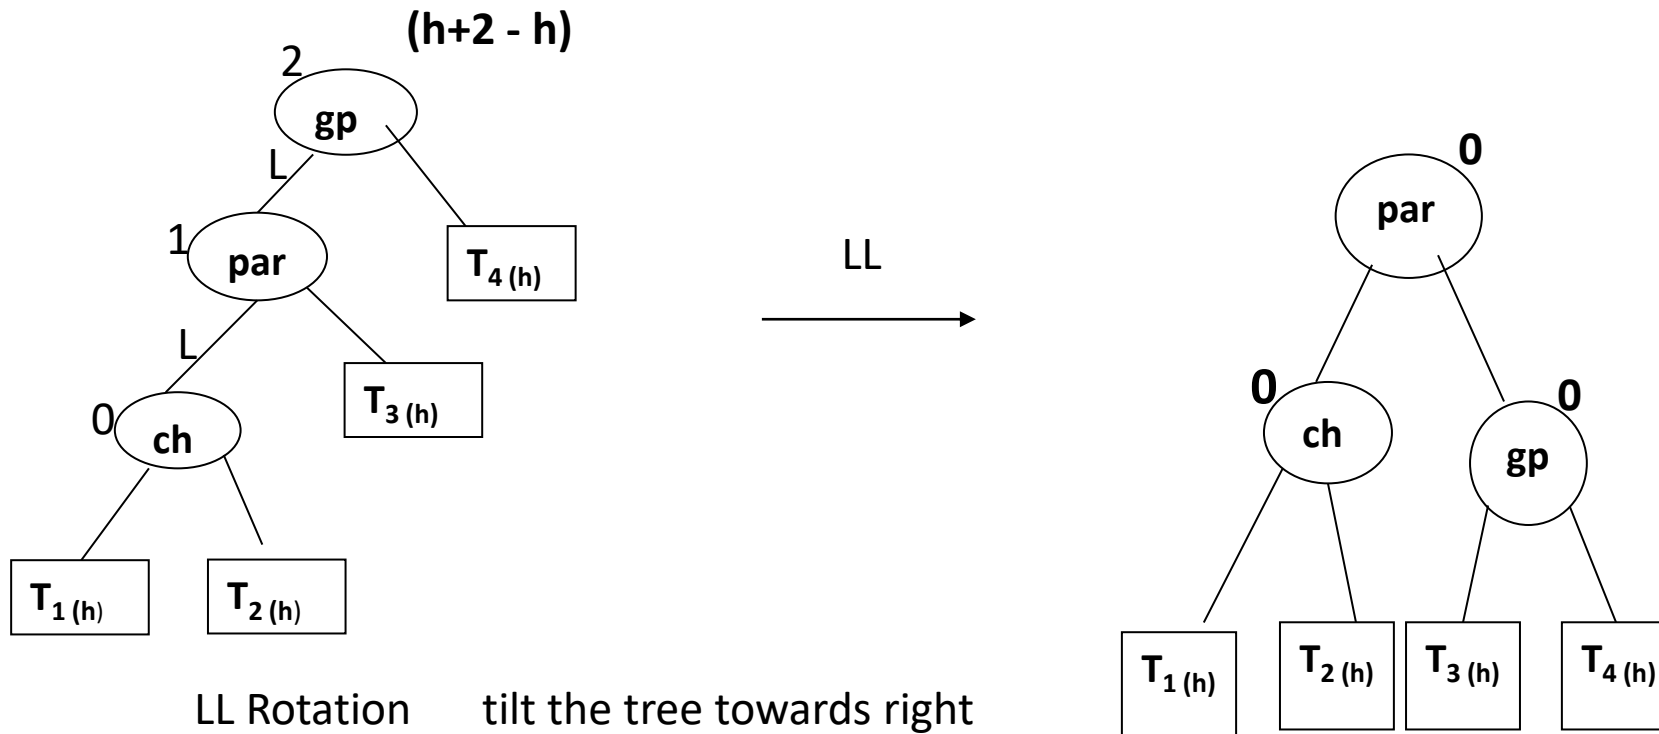 (h+2 - h)
2
gp
L
1
par
T4 (h)
L
T3 (h)
0
ch
T1 (h)
T2 (h)
LL
0
par
0
ch
0
gp
T1 (h)
T2 (h)
T3 (h)
T4 (h)
LL Rotation tilt the tree towards right